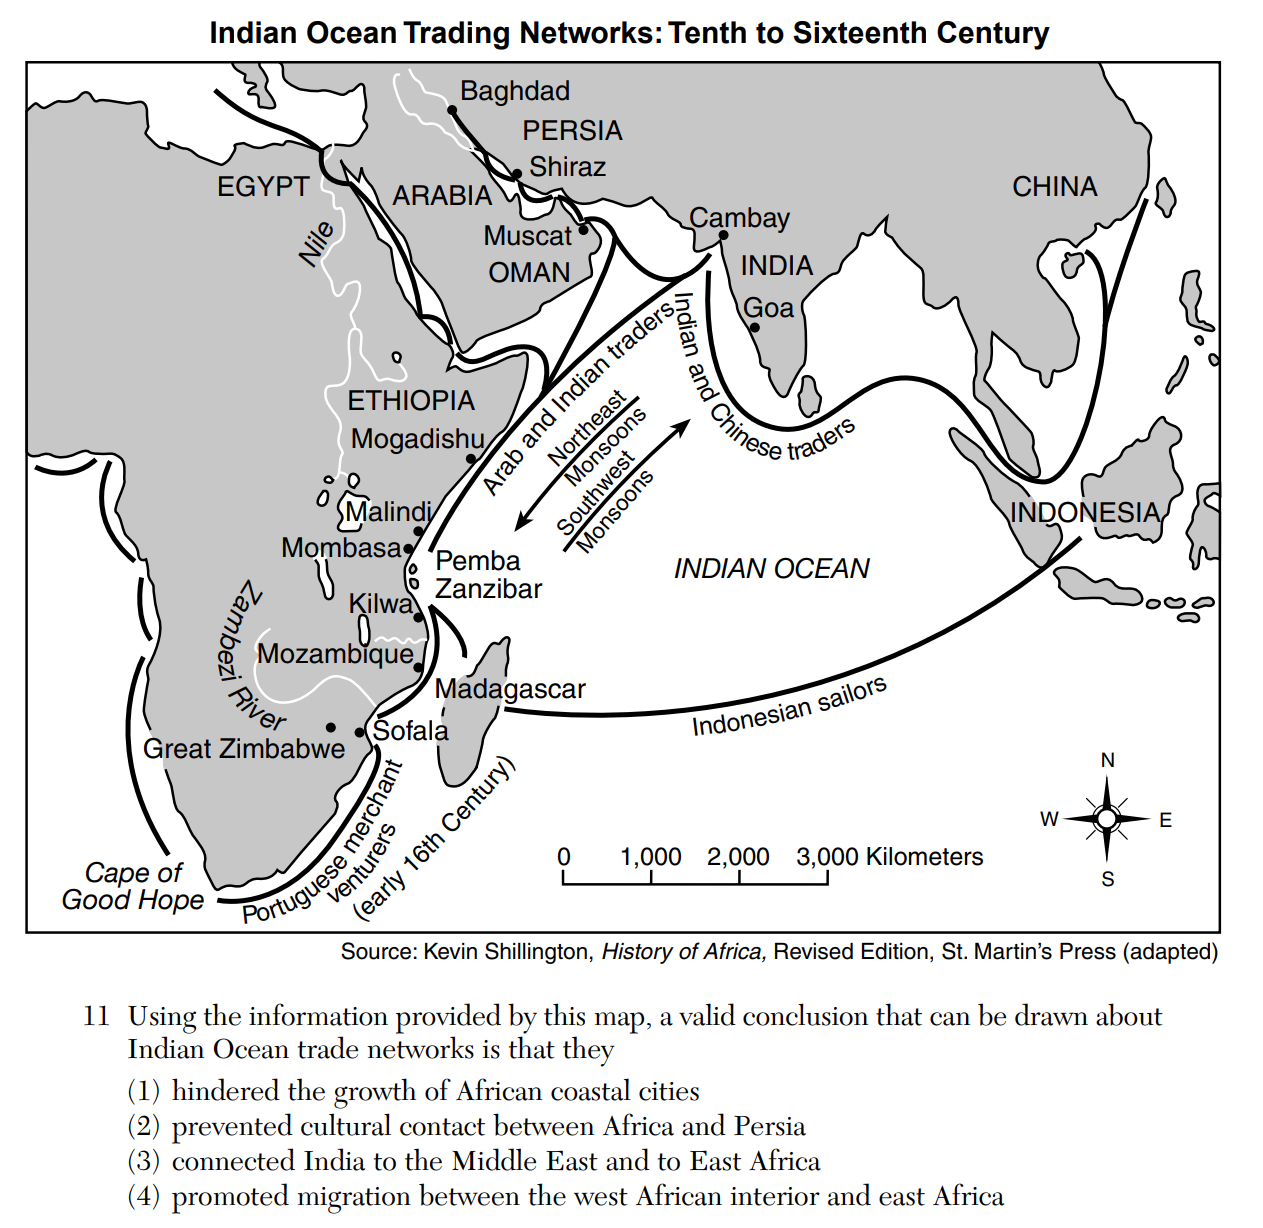 Indian Ocean Trading Networks: Tenth to Sixteenth Century
Baghdad
PERSIA
Shiraz
EGYPT
ARABIA
CHINA
Nile
Muscat
OMAN
Cambay
INDIA
Goa
Arab and Indian traders
Indian and Chinese traders
Northeast
Monsoons
Southwest
Monsoons
ETHIOPIA
Mogadishu
Malindi
Mombasa
Pemba
Zanzibar
INDONESIA
INDIAN OCEAN
Kilwa
Zambezi River
Mozambique
Madagascar
Indonesian sailors
Sofala
Great Zimbabwe
Portuguese merchant
venturers
(early 16th Century)
Cape of
Good Hope
N
W
E
S
0 1,000 2,000 3,000 Kilometers
Source: Kevin Shillington, History of Africa, Revised Edition, St. Martin's Press (adapted)
11 Using the information provided by this map, a valid conclusion that can be drawn about
Indian Ocean trade networks is that they
(1) hindered the growth of African coastal cities
(2) prevented cultural contact between Africa and Persia
(3) connected India to the Middle East and to East Africa
(4) promoted migration between the west African interior and east Africa